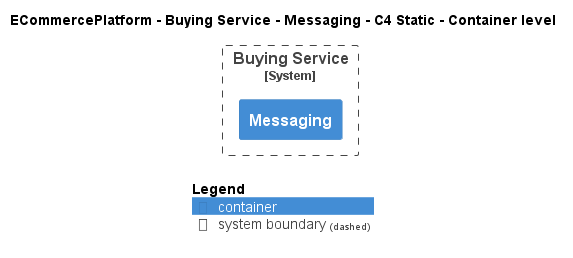 ECommercePlatform - Buying Service - Messaging - C4 Static - Container level
Buying Service
[System]
Messaging
Legend
container
system boundary (dashed)